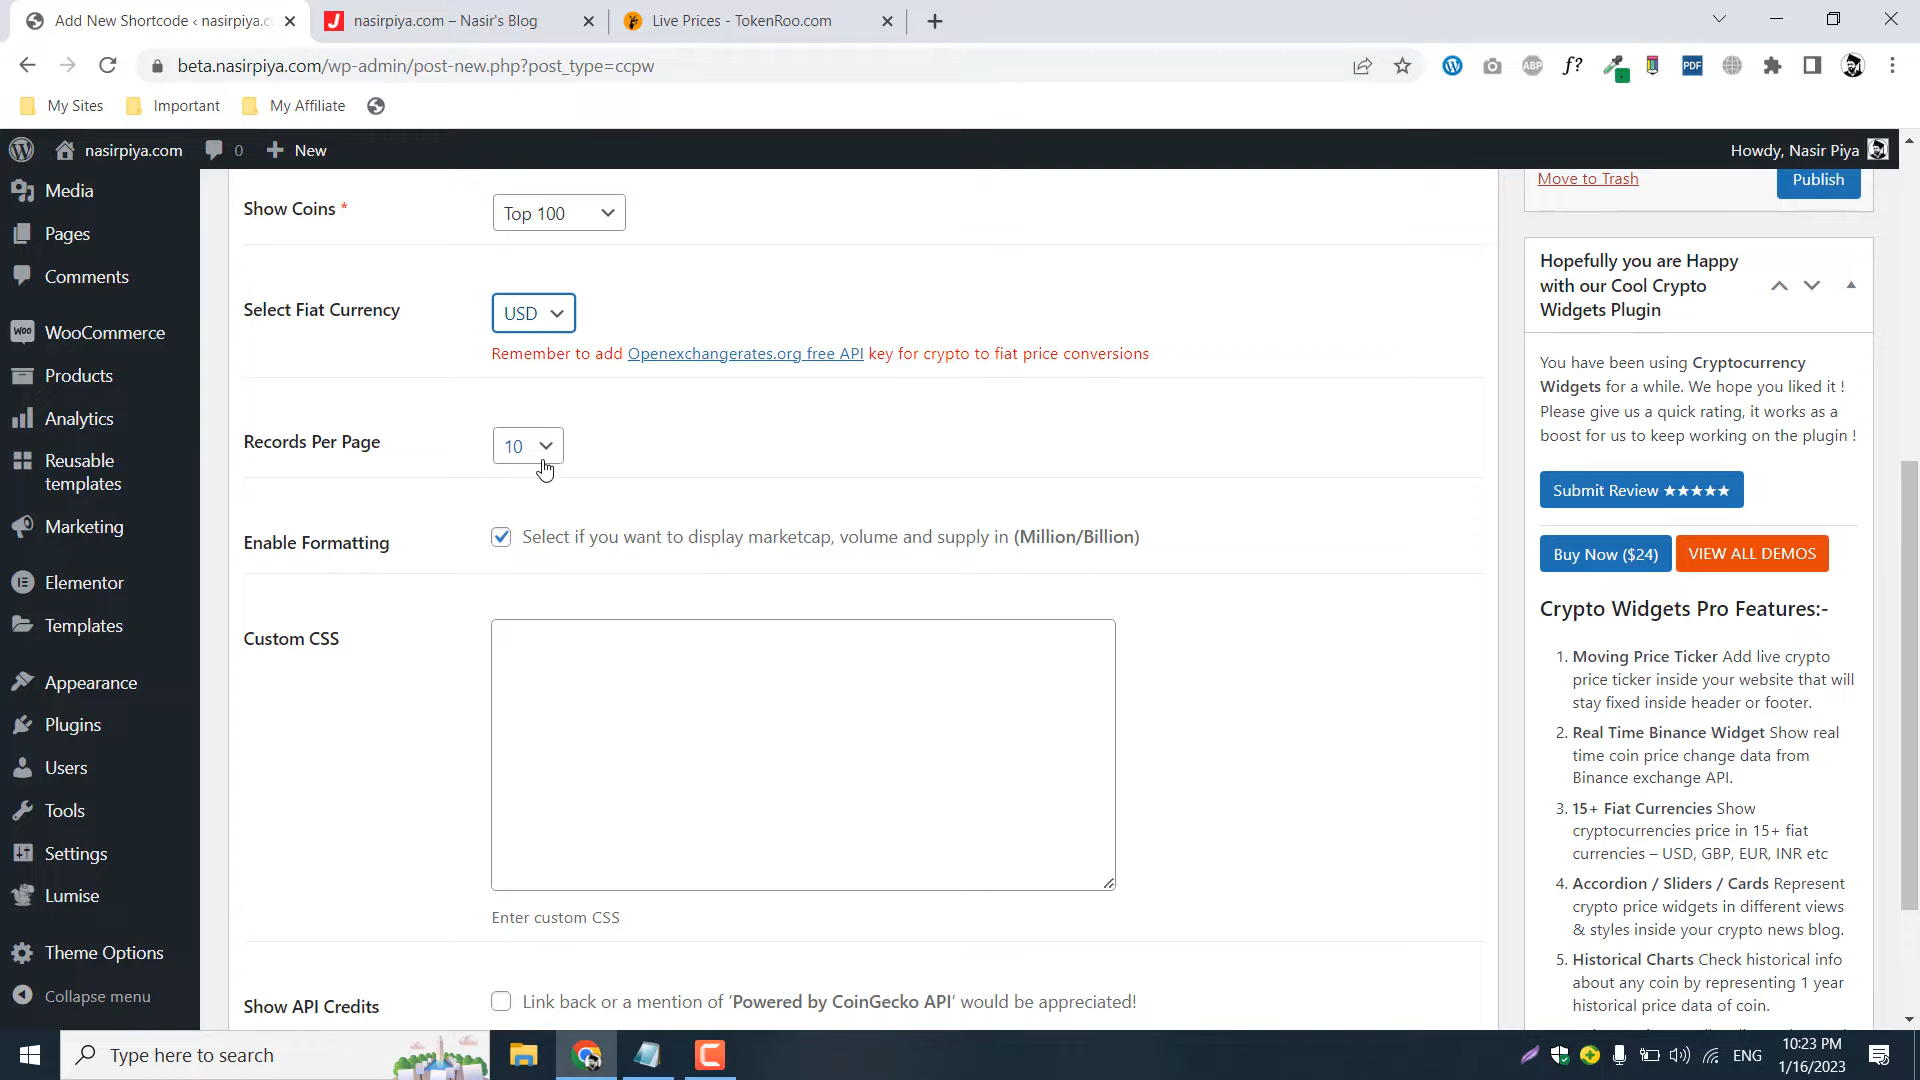 Add New Shortcode ‹ nasirpiya.c
nasirpiya.com – Nasir's Blog
Live Prices - TokenRoo.com
beta.nasirpiya.com/wp-admin/post-new.php?post_type=ccpw
ABP
f?
PDF
My Sites
Important
My Affiliate
nasirpiya.com
0
New
Howdy, Nasir Piya
Media
Pages
Comments
WooCommerce
Products
Analytics
Reusable
templates
Marketing
Elementor
Templates
Appearance
Plugins
Users
Tools
Settings
Lumise
Theme Options
Collapse menu
Show Coins *
Top 100
Select Fiat Currency
USD
Remember to add Openexchangerates.org free API key for crypto to fiat price conversions
Records Per Page
10
Enable Formatting
Select if you want to display marketcap, volume and supply in (Million/Billion)
Custom CSS
Enter custom CSS
Show API Credits
Link back or a mention of 'Powered by CoinGecko API' would be appreciated!
Move to Trash
Publish
Hopefully you are Happy
with our Cool Crypto
Widgets Plugin
You have been using Cryptocurrency
Widgets for a while. We hope you liked it !
Please give us a quick rating, it works as a
boost for us to keep working on the plugin !
Submit Review ★★★★★
Buy Now ($24)
VIEW ALL DEMOS
Crypto Widgets Pro Features:-
1. Moving Price Ticker Add live crypto
price ticker inside your website that will
stay fixed inside header or footer.
2. Real Time Binance Widget Show real
time coin price change data from
Binance exchange API.
3. 15+ Fiat Currencies Show
cryptocurrencies price in 15+ fiat
currencies – USD, GBP, EUR, INR etc
4. Accordion / Sliders / Cards Represent
crypto price widgets in different views
& styles inside your crypto news blog.
5. Historical Charts Check historical info
about any coin by representing 1 year
historical price data of coin.
Type here to search
ENG
10:23 PM
1/16/2023